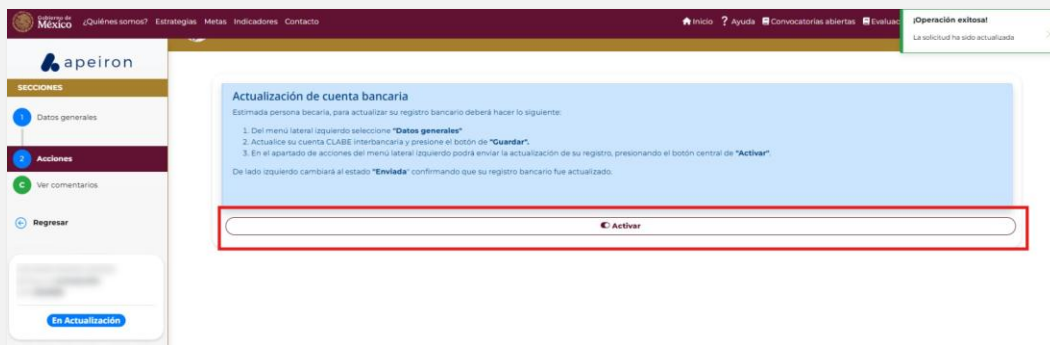 Gobierno de
México
¿Quiénes somos? Estrategias Metas Indicadores Contacto
Inicio ? Ayuda Convocatorias abiertas Evaluac
¡Operación exitosa!
La solicitud ha sido actualizada
apeiron
SECCIONES
1 Datos generales
2 Acciones
C Ver comentarios
Regresar
En Actualización
Actualización de cuenta bancaria
Estimada persona becaria, para actualizar su registro bancario deberá hacer lo siguiente:
1. Del menú lateral izquierdo seleccione "Datos generales"
2. Actualice su cuenta CLABE interbancaria y presione el botón de "Guardar".
3. En el apartado de acciones del menú lateral izquierdo podrá enviar la actualización de su registro, presionando el botón central de "Activar".
De lado izquierdo cambiará al estado "Enviada" confirmando que su registro bancario fue actualizado.
Activar